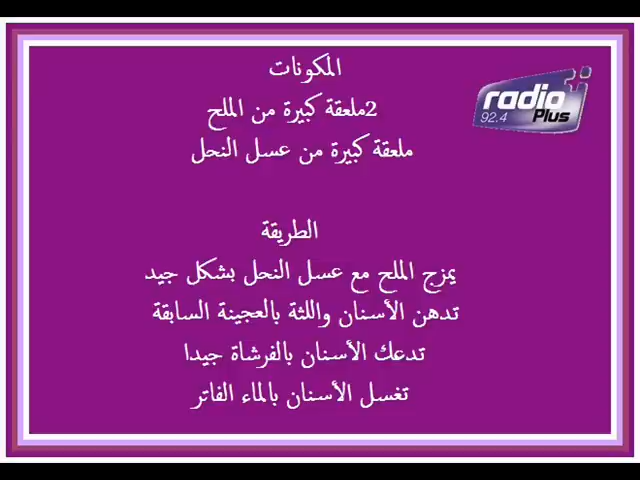 المكونات
2ملعقة كبيرة من الملح
ملعقة كبيرة من عسل النحل
الطريقة
يمزج الملح مع عسل النحل بشكل جيد
تدهن الأسنان واللثة بالعجينة السابقة
تدعك الأسنان بالفرشاة جيدا
تغسل الأسنان بالماء الفاتر
radio
92.4 Plus